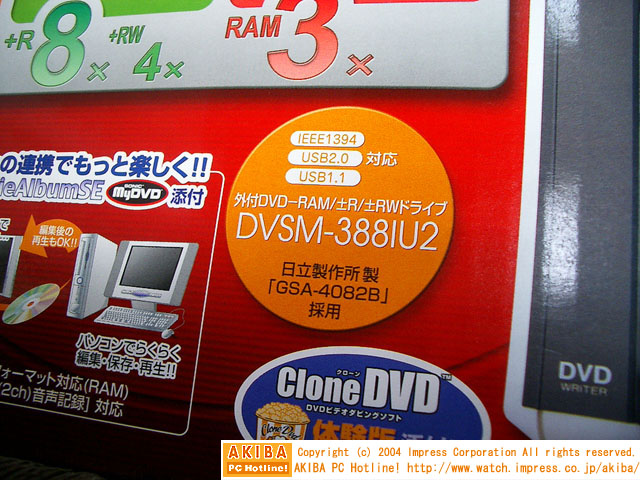 +R 8×
+RW 4×
RAM 3×
IEEE1394
USB2.0 対応
USB1.1
外付DVD-RAM/±R/±RWドライブ
DVSM-388IU2
日立製作所製
「GSA-4082B」
採用
の連携でもっと楽しく!!
ieAlbumSE
SONIC
MyDVD 添付
で
編集後の
再生もOK!!
パソコンでらくらく
編集・保存・再生!!
フォーマット対応(RAM)
(2ch)音声記録] 対応
クローン
CloneDVD™
DVDビデオダビングソフト
Clone DVD
体験版
DVD
WRITER
AKIBA
PC Hotline!
Copyright (c) 2004 Impress Corporation All rights reserved.
AKIBA PC Hotline! http://www.watch.impress.co.jp/akiba/